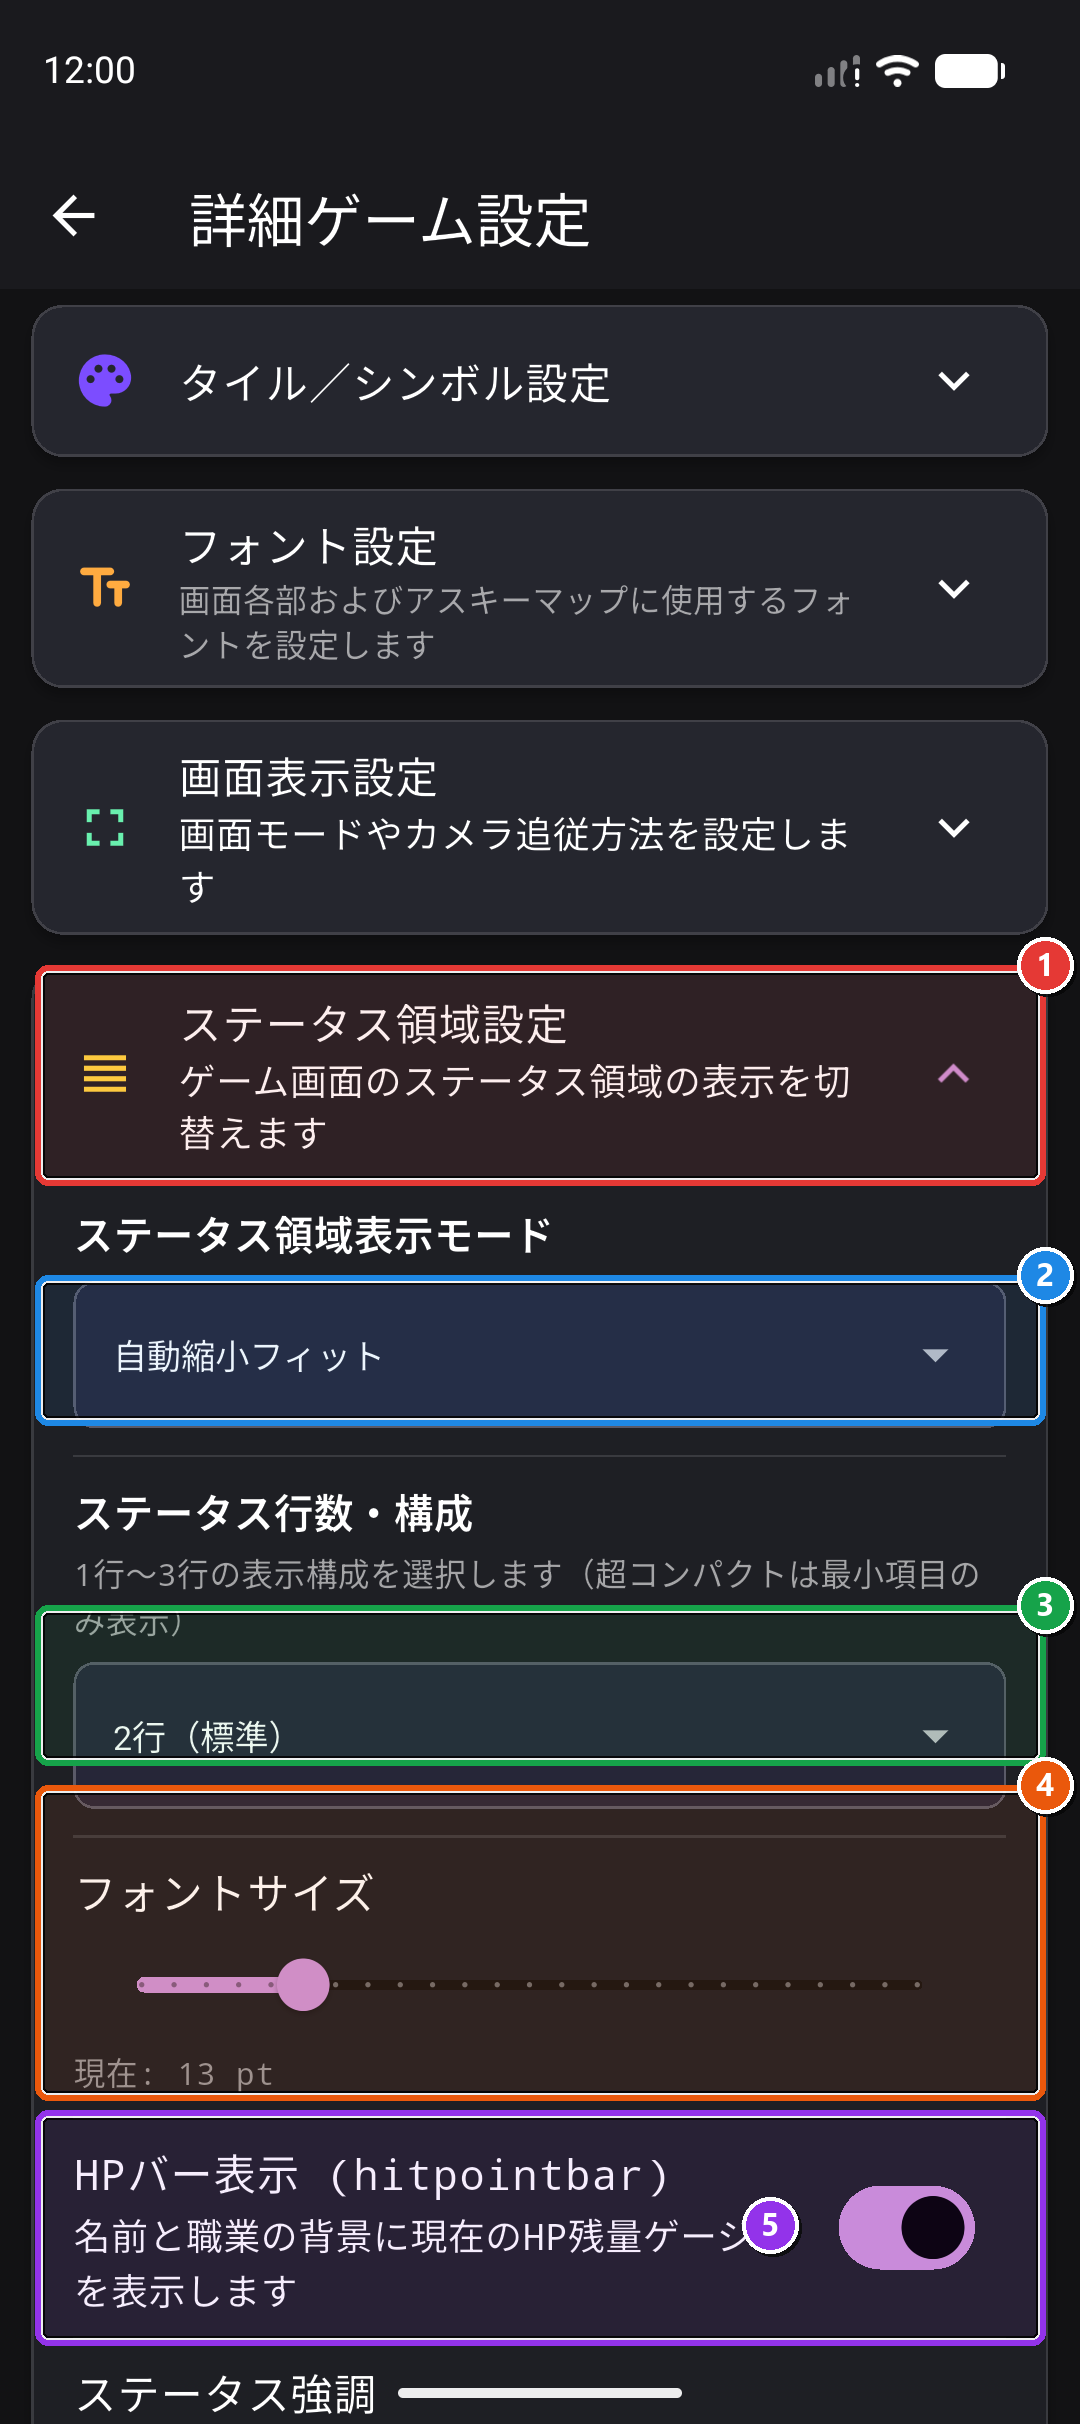 12:00
詳細ゲーム設定
タイル／シンボル設定
フォント設定
画面各部およびアスキーマップに使用するフォ
ントを設定します
画面表示設定
画面モードやカメラ追従方法を設定しま
す
1
ステータス領域設定
ゲーム画面のステータス領域の表示を切
替えます
ステータス領域表示モード
2
自動縮小フィット
ステータス行数・構成
1行～3行の表示構成を選択します（超コンパクトは最小項目の
み表示）
3
2行（標準）
4
フォントサイズ
現在: 13 pt
HPバー表示 (hitpointbar)
名前と職業の背景に現在のHP残量ゲージ
を表示します
5
ステータス強調